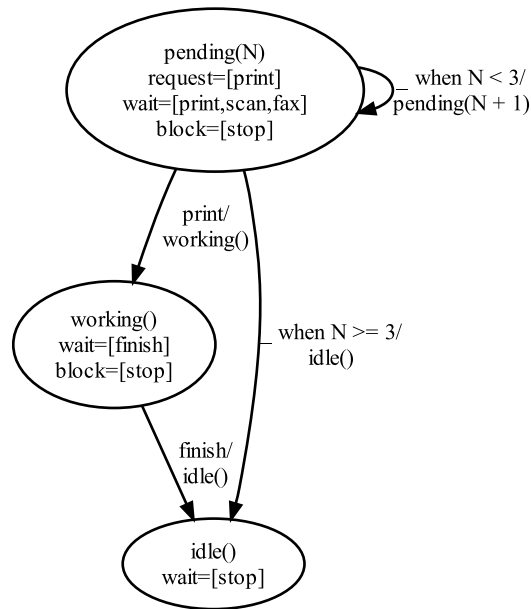 pending(N)
request=[print]
wait=[print,scan,fax]
block=[stop]
_ when N < 3/
pending(N + 1)
print/
working()
working()
wait=[finish]
block=[stop]
_ when N >= 3/
idle()
finish/
idle()
idle()
wait=[stop]